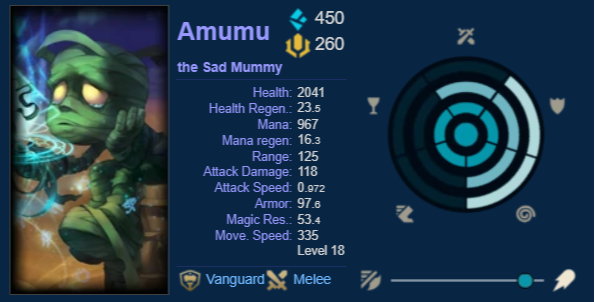 Amumu
450
260
the Sad Mummy
Health: 2041
Health Regen.: 23.5
Mana: 967
Mana regen: 16.3
Range: 125
Attack Damage: 118
Attack Speed: 0.972
Armor: 97.6
Magic Res.: 53.4
Move. Speed: 335
Level 18
Vanguard Melee